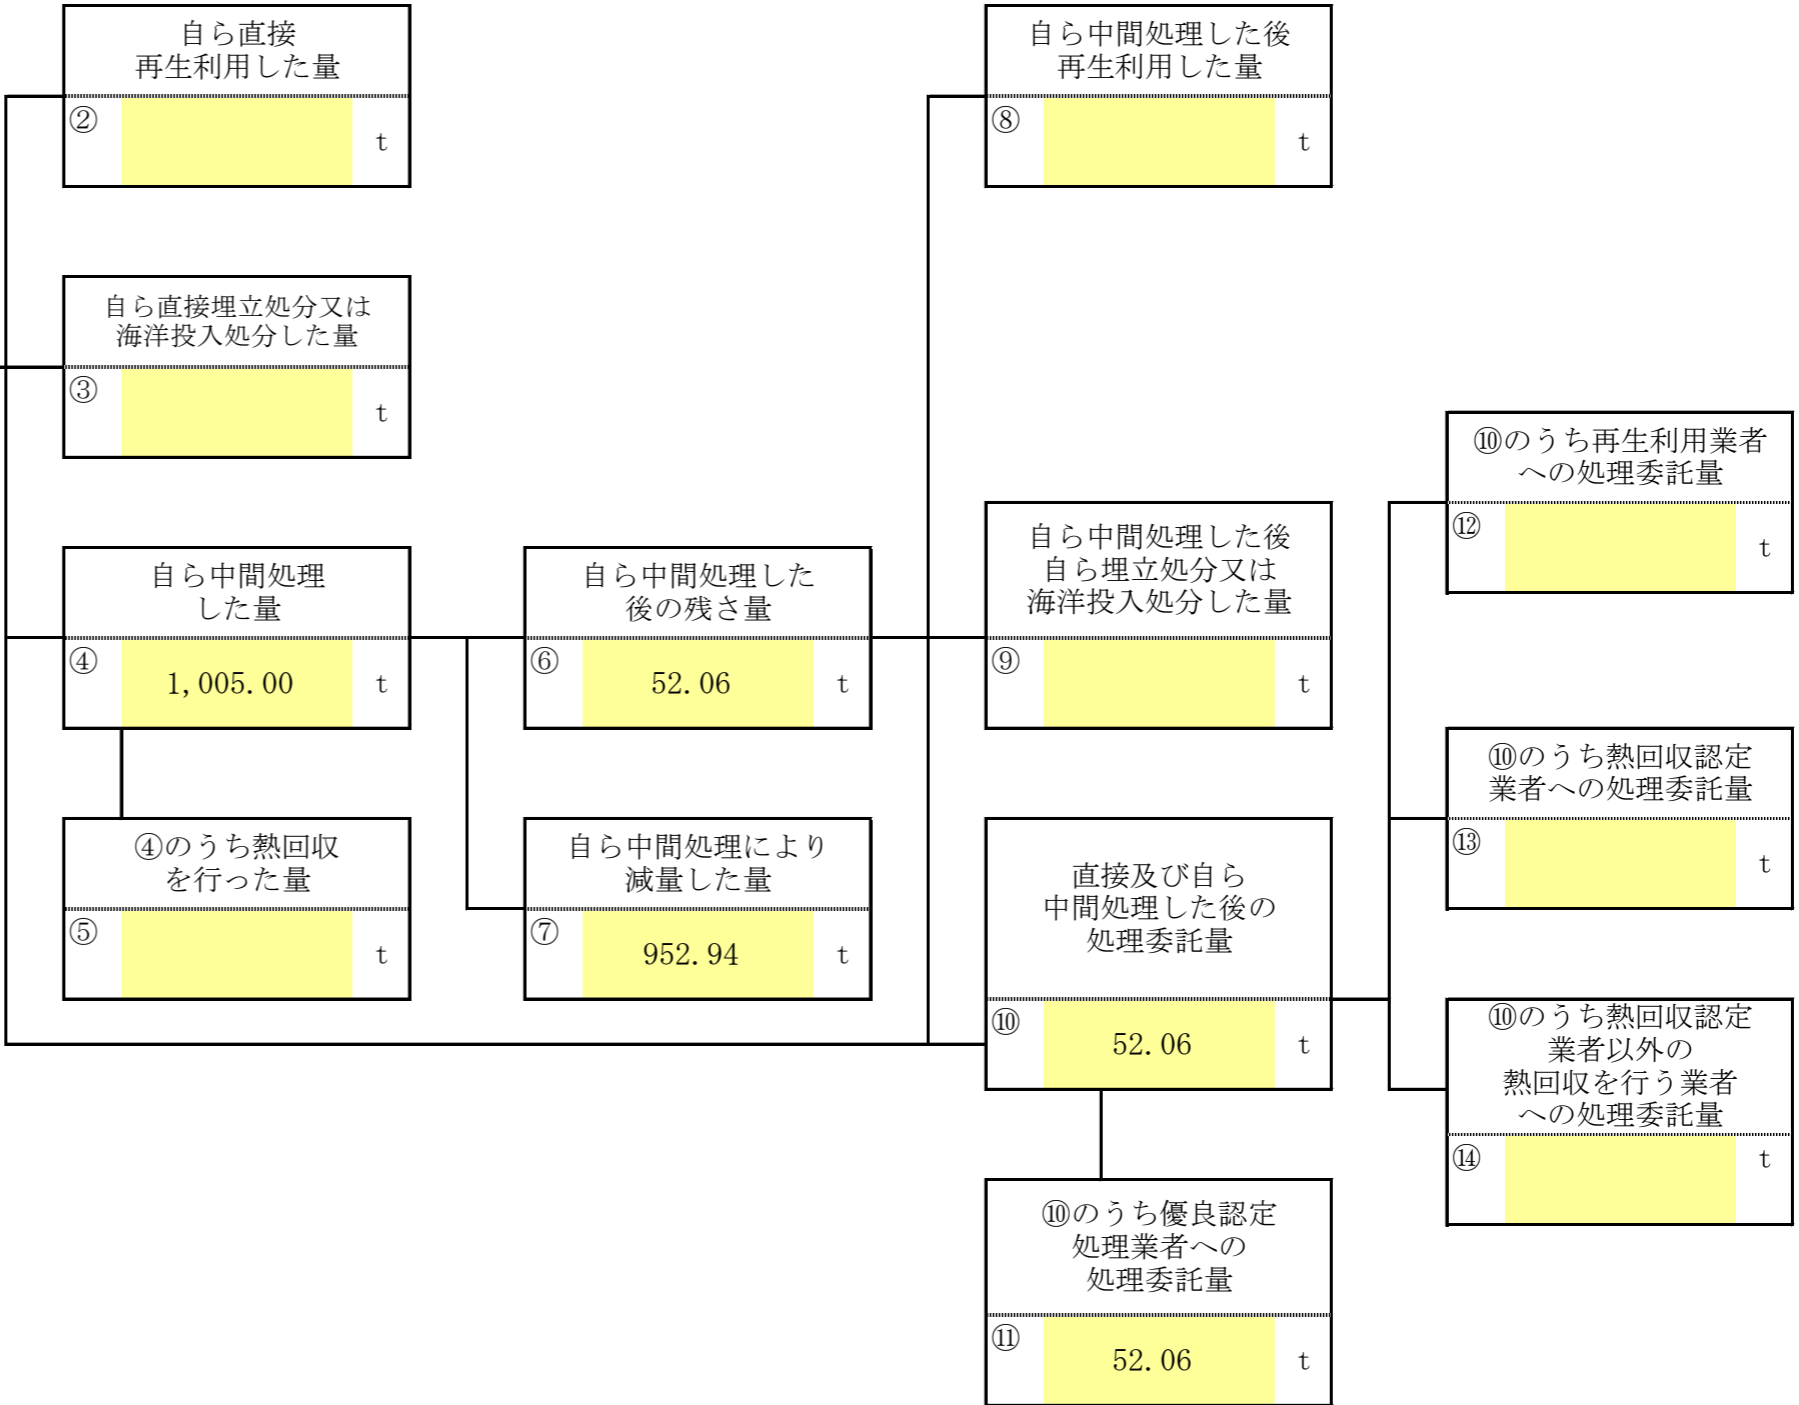 自ら直接
再生利用した量
②
t
自ら中間処理した後
再生利用した量
⑧
t
自ら直接埋立処分又は
海洋投入処分した量
③
t
⑩のうち再生利用業者
への処理委託量
⑫
t
自ら中間処理
した量
④
1,005.00
t
自ら中間処理した
後の残さ量
⑥
52.06
t
自ら中間処理した後
自ら埋立処分又は
海洋投入処分した量
⑨
t
⑩のうち熱回収認定
業者への処理委託量
⑬
t
④のうち熱回収
を行った量
⑤
t
自ら中間処理により
減量した量
⑦
952.94
t
直接及び自ら
中間処理した後の
処理委託量
⑩
52.06
t
⑩のうち熱回収認定
業者以外の
熱回収を行う業者
への処理委託量
⑭
t
⑩のうち優良認定
処理業者への
処理委託量
⑪
52.06
t